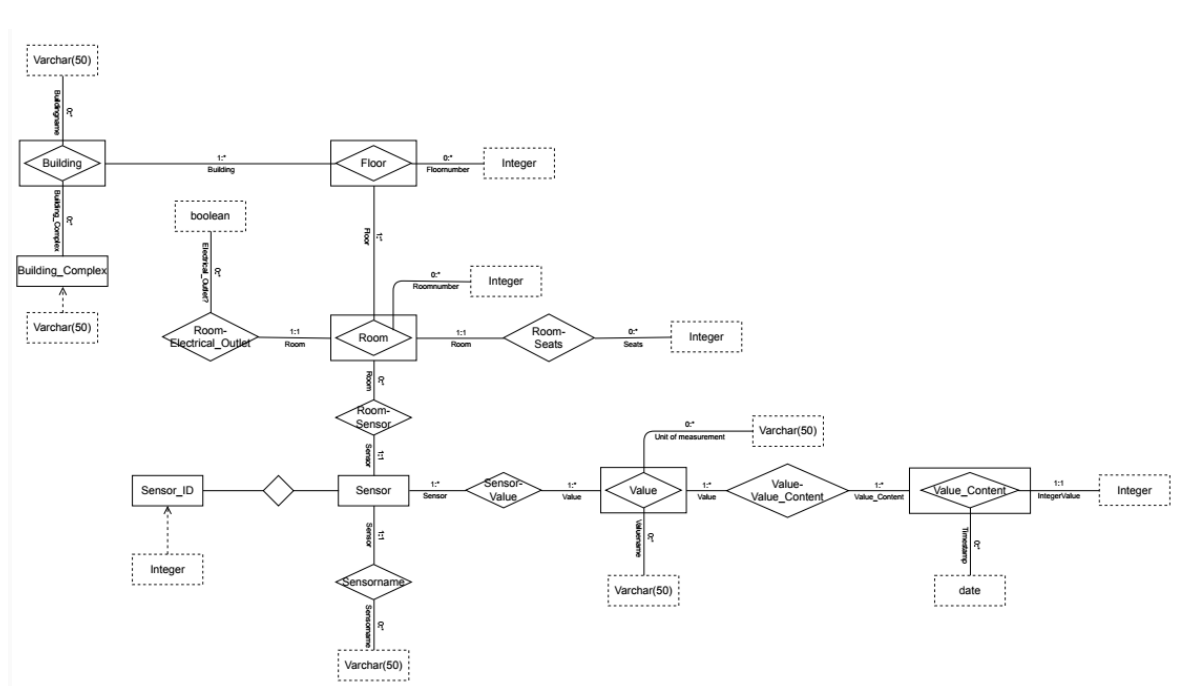 Varchar(50)
0:*
Buildingname
Building
1:*
Building
Floor
0:*
Floornumber
Integer
0:*
Building_Complex
Building_Complex
Varchar(50)
boolean
0:*
Electrical_Outlet?
1:*
Floor
0:*
Roomnumber
Integer
Room-
Electrical_Outlet
1:1
Room
Room
1:1
Room
Room-
Seats
0:*
Seats
Integer
0:*
Room
Room-
Sensor
1:1
Sensor
Sensor_ID
Integer
Sensor
1:*
Sensor
Sensor-
Value
1:*
Value
0:*
Unit of measurement
Varchar(50)
Value
1:*
Value
Value-
Value_Content
1:*
Value_Content
Value_Content
1:1
IntegerValue
Integer
1:1
Sensor
Sensorname
0:*
Sensorname
Varchar(50)
0:*
Valuename
Varchar(50)
0:*
Timestamp
date